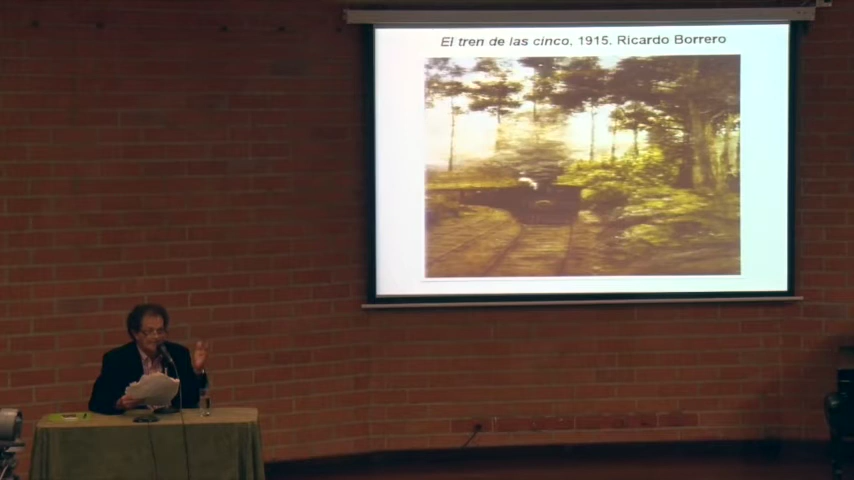 El tren de las cinco, 1915. Ricardo Borrero